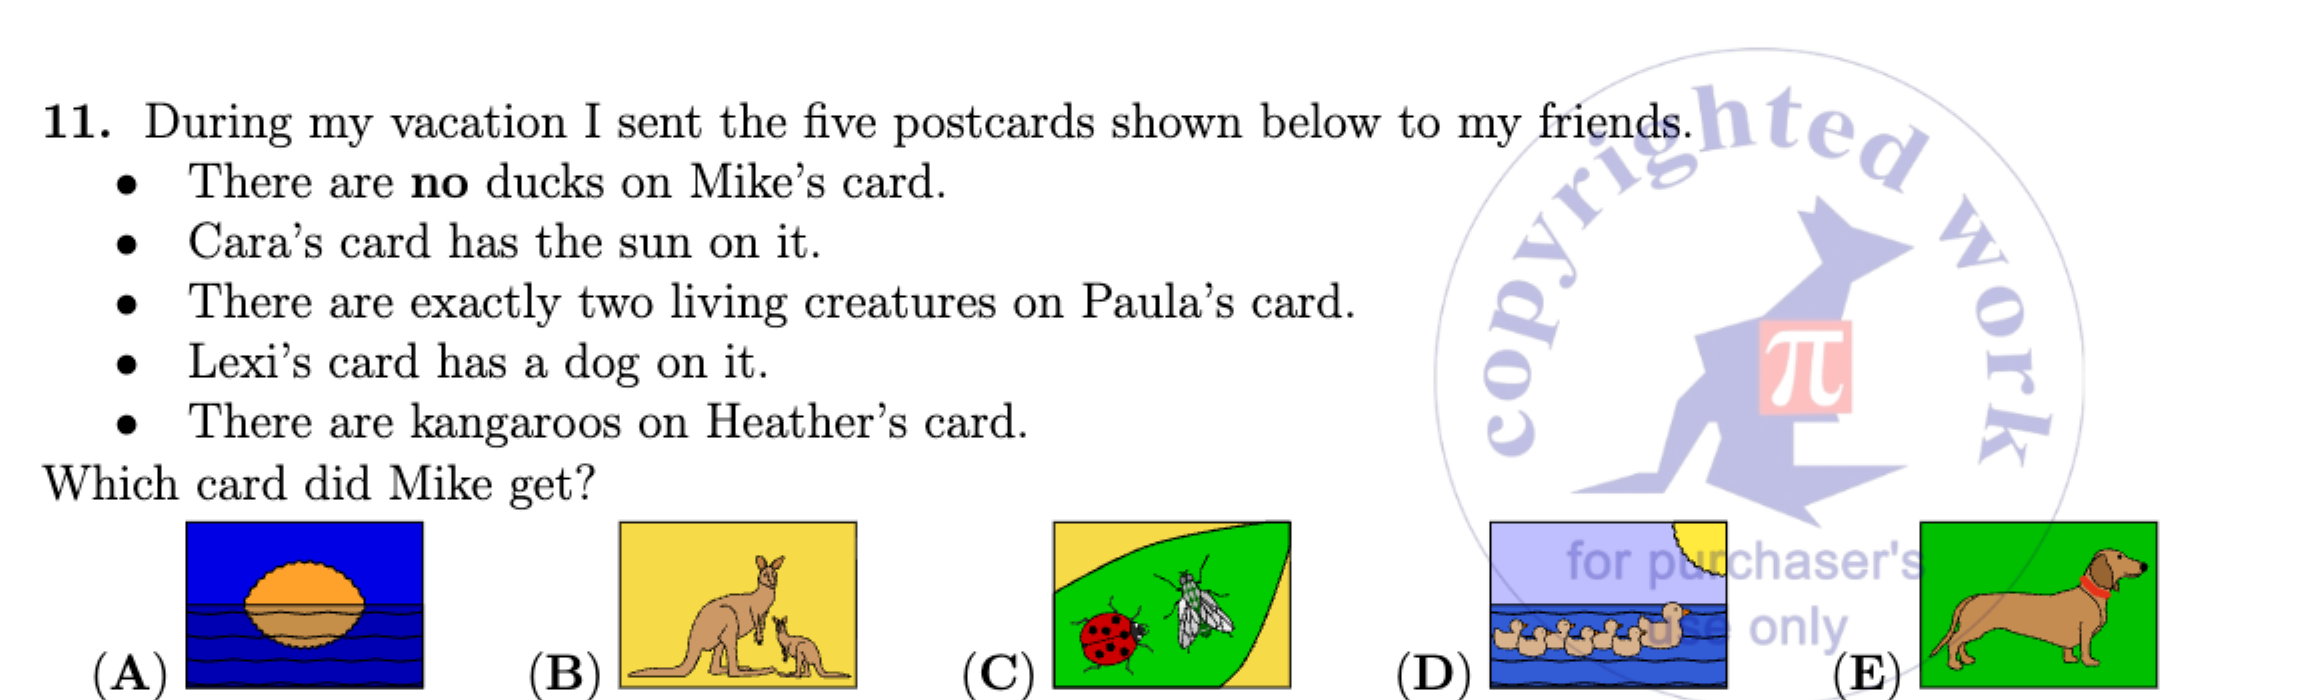 11. During my vacation I sent the five postcards shown below to my friends.
• There are no ducks on Mike's card.
• Cara's card has the sun on it.
• There are exactly two living creatures on Paula's card.
• Lexi's card has a dog on it.
• There are kangaroos on Heather's card.
Which card did Mike get?
(A) (B) (C) (D) (E)
copyrighted work
π
for purchaser's
use only